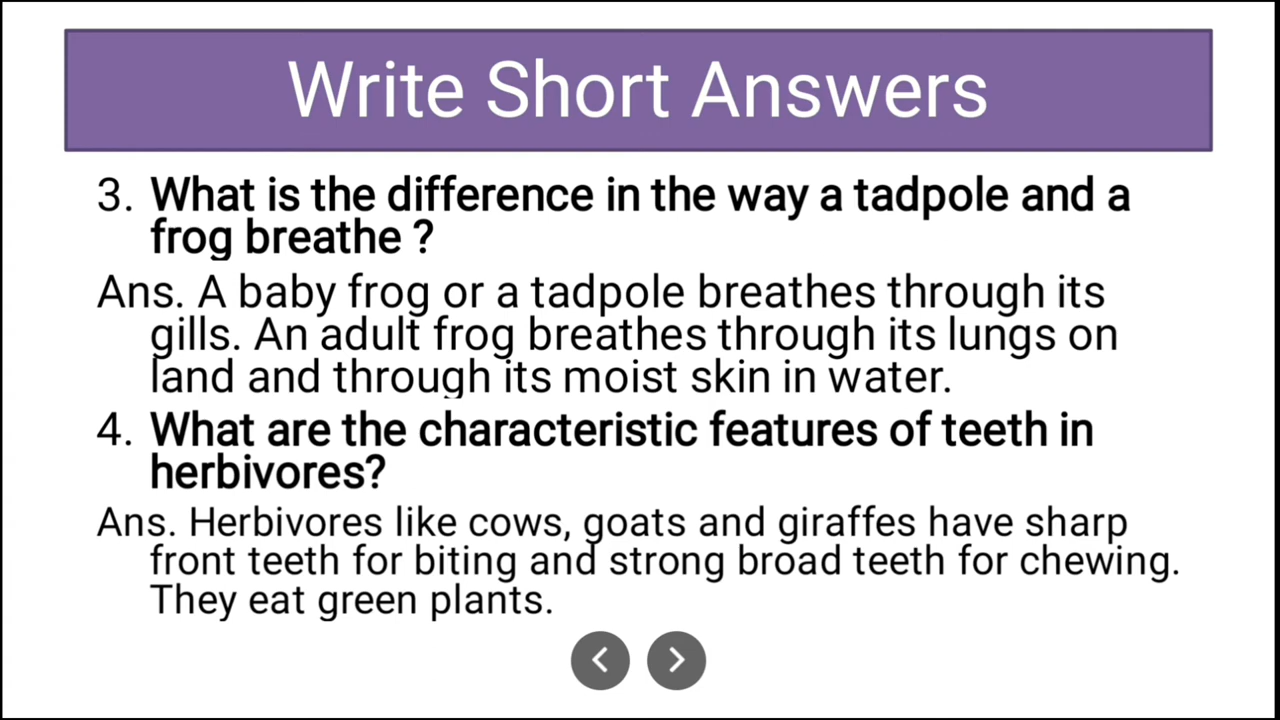 Write Short Answers
3. What is the difference in the way a tadpole and a
frog breathe ?
Ans. A baby frog or a tadpole breathes through its
gills. An adult frog breathes through its lungs on
land and through its moist skin in water.
4. What are the characteristic features of teeth in
herbivores?
Ans. Herbivores like cows, goats and giraffes have sharp
front teeth for biting and strong broad teeth for chewing.
They eat green plants.